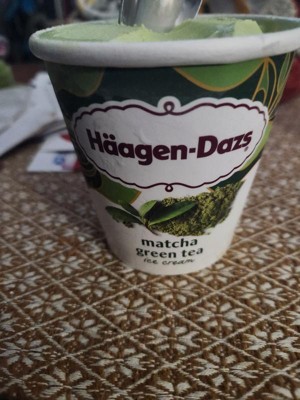 Häagen-Dazs
matcha
green tea
ice cream